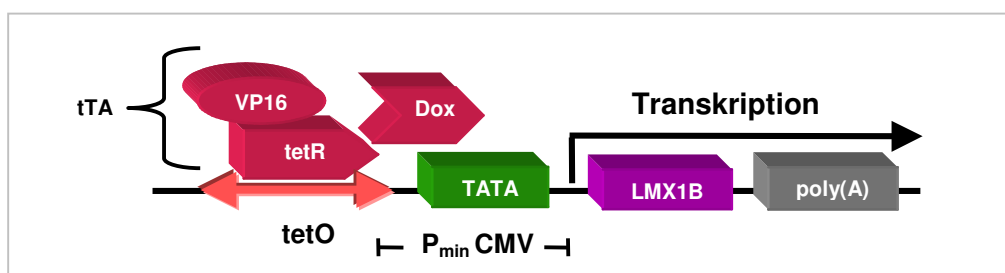 VP16
tTA
Dox
Transkription
tetR
TATA
LMX1B
poly(A)
tetO
Pmin CMV